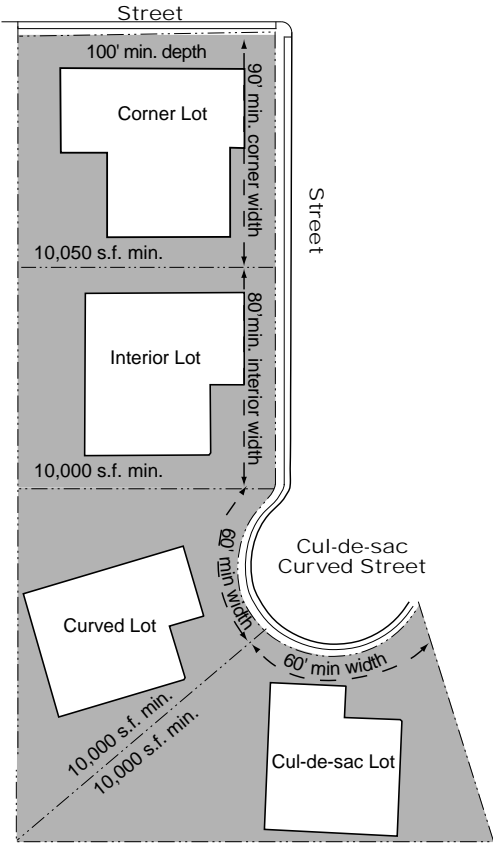 Street
100' min. depth
Corner Lot
90' min. corner width
Street
10,050 s.f. min.
80'min. interior width
Interior Lot
10,000 s.f. min.
Cul-de-sac
Curved Street
60' min width
Curved Lot
60' min width
10,000 s.f. min.
10,000 s.f. min.
Cul-de-sac Lot